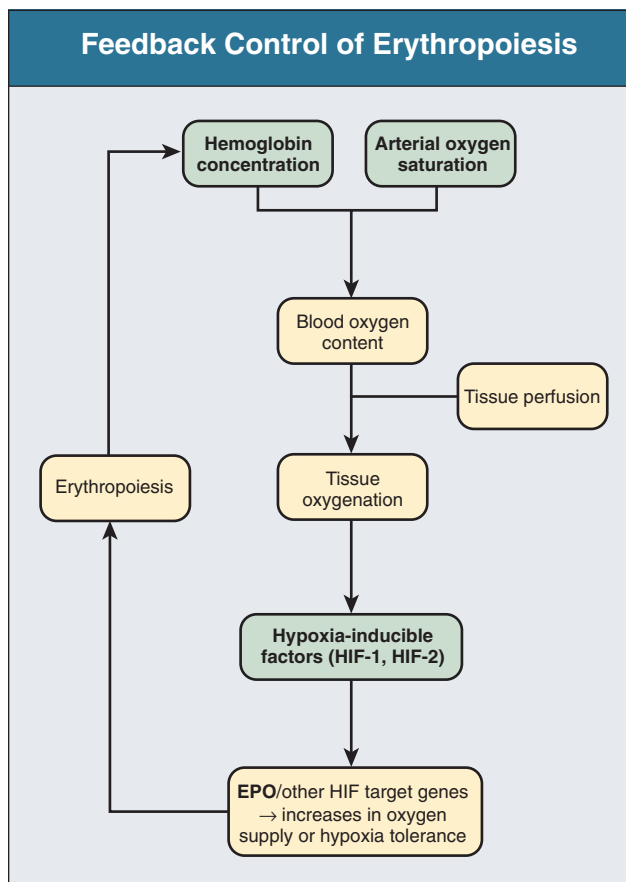 Feedback Control of Erythropoiesis
Hemoglobin
concentration
Arterial oxygen
saturation
Blood oxygen
content
Tissue perfusion
Erythropoiesis
Tissue
oxygenation
Hypoxia-inducible
factors (HIF-1, HIF-2)
EPO/other HIF target genes
→ increases in oxygen
supply or hypoxia tolerance